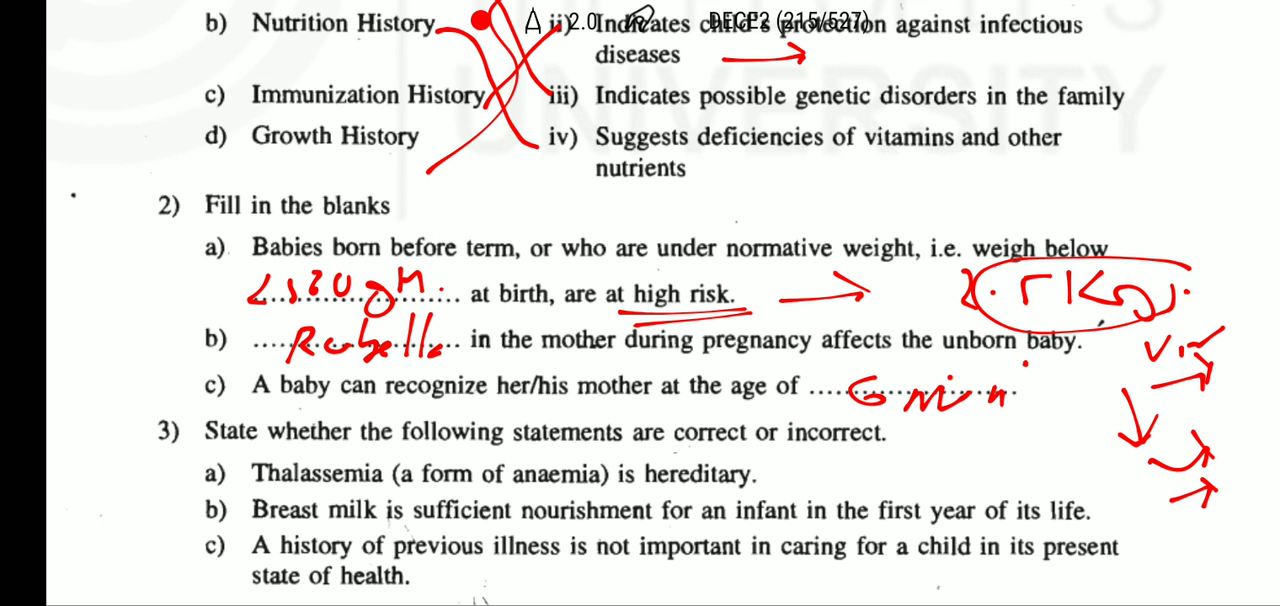 b) Nutrition History
ii) Indicates child's protection against infectious
diseases
2.0
DECE2 (215/527)
c) Immunization History
iii) Indicates possible genetic disorders in the family
d) Growth History
iv) Suggests deficiencies of vitamins and other
nutrients
2) Fill in the blanks
a) Babies born before term, or who are under normative weight, i.e. weigh below
.................... at birth, are at high risk.
b) .... Rubella .... in the mother during pregnancy affects the unborn baby.
c) A baby can recognize her/his mother at the age of ....................
3) State whether the following statements are correct or incorrect.
a) Thalassemia (a form of anaemia) is hereditary.
b) Breast milk is sufficient nourishment for an infant in the first year of its life.
c) A history of previous illness is not important in caring for a child in its present
state of health.